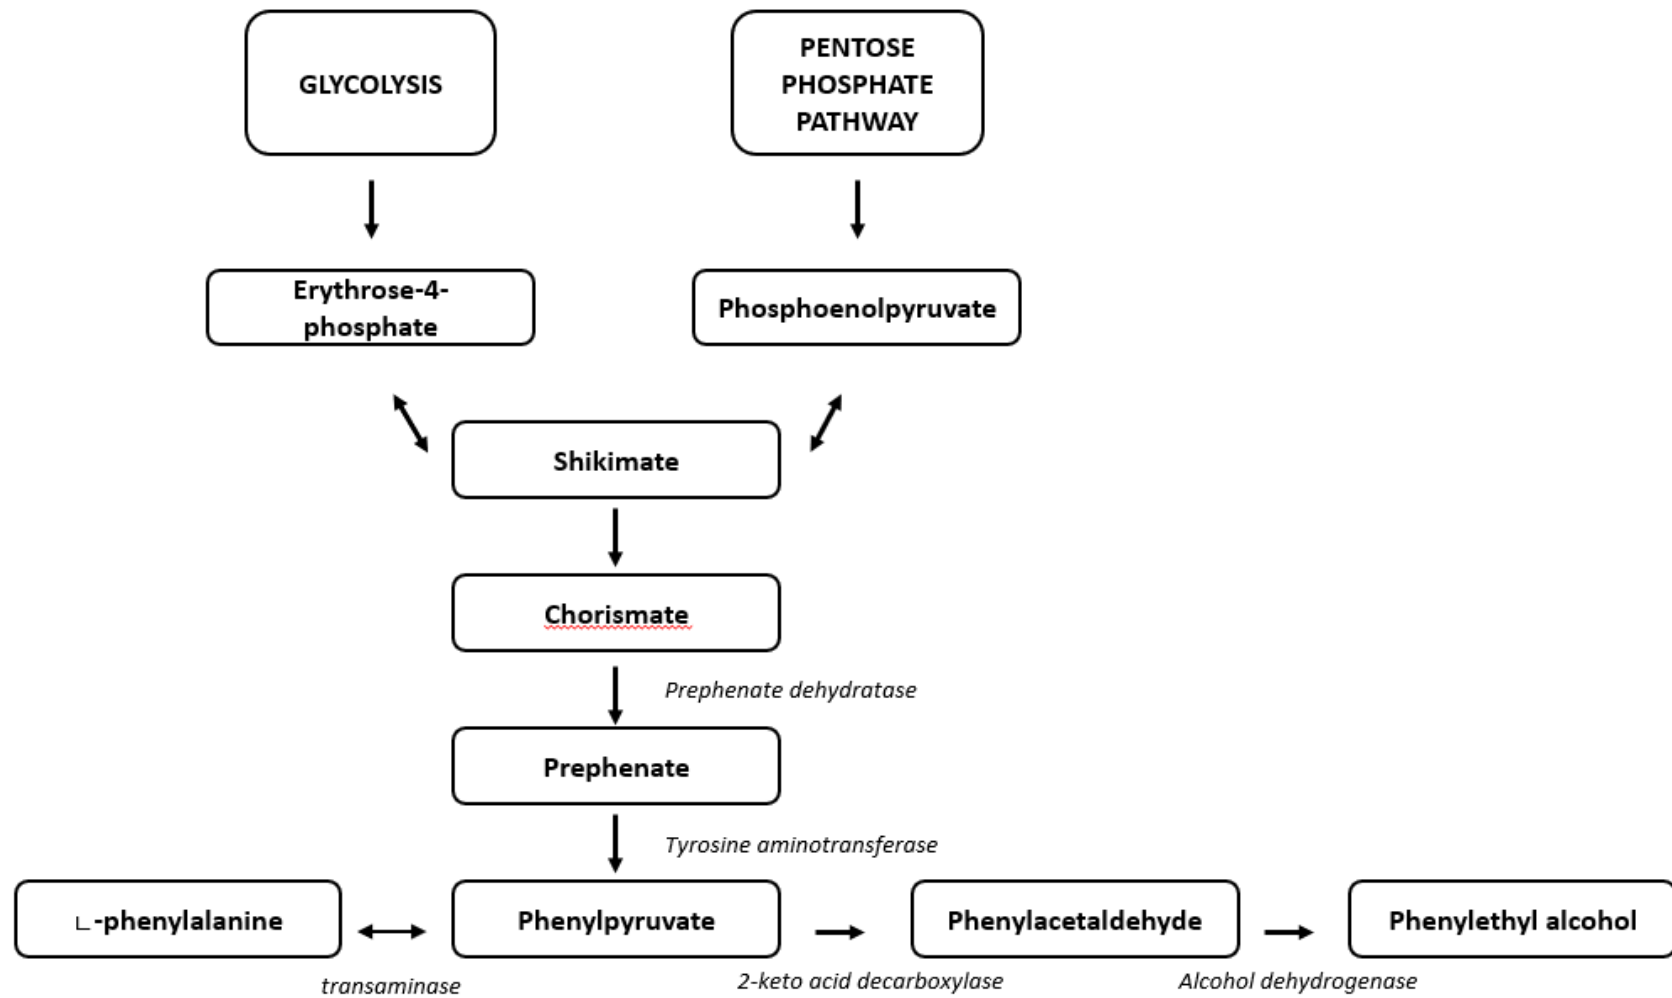 GLYCOLYSIS
PENTOSE
PHOSPHATE
PATHWAY
Erythrose-4-
phosphate
Phosphoenolpyruvate
Shikimate
Chorismate
Prephenate dehydratase
Prephenate
Tyrosine aminotransferase
ʟ-phenylalanine
Phenylpyruvate
Phenylacetaldehyde
Phenylethyl alcohol
transaminase
2-keto acid decarboxylase
Alcohol dehydrogenase